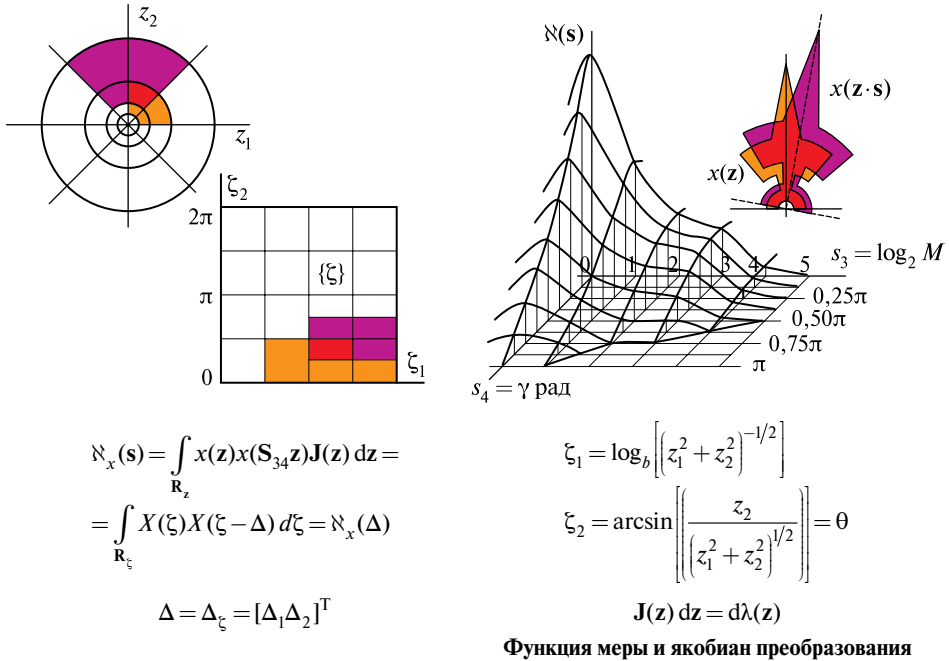 z₂
z₁
ζ₂
2π
π
0
{ζ}
ζ₁
ℵ(s)
x(z·s)
x(z)
0 1 2 3 4 5
s₃ = log₂ M
0,25π
0,50π
0,75π
π
s₄ = γ рад
ℵₓ(s) = ∫_{R_z} x(z)x(S₃₄z)J(z) dz =
= ∫_{R_ζ} X(ζ)X(ζ − Δ) dζ = ℵₓ(Δ)
Δ = Δ_ζ = [Δ₁Δ₂]ᵀ
ζ₁ = log_b[(z₁² + z₂²)^{−1/2}]
ζ₂ = arcsin[(z₂/(z₁² + z₂²)^{1/2})] = θ
J(z) dz = dλ(z)
Функция меры и якобиан преобразования